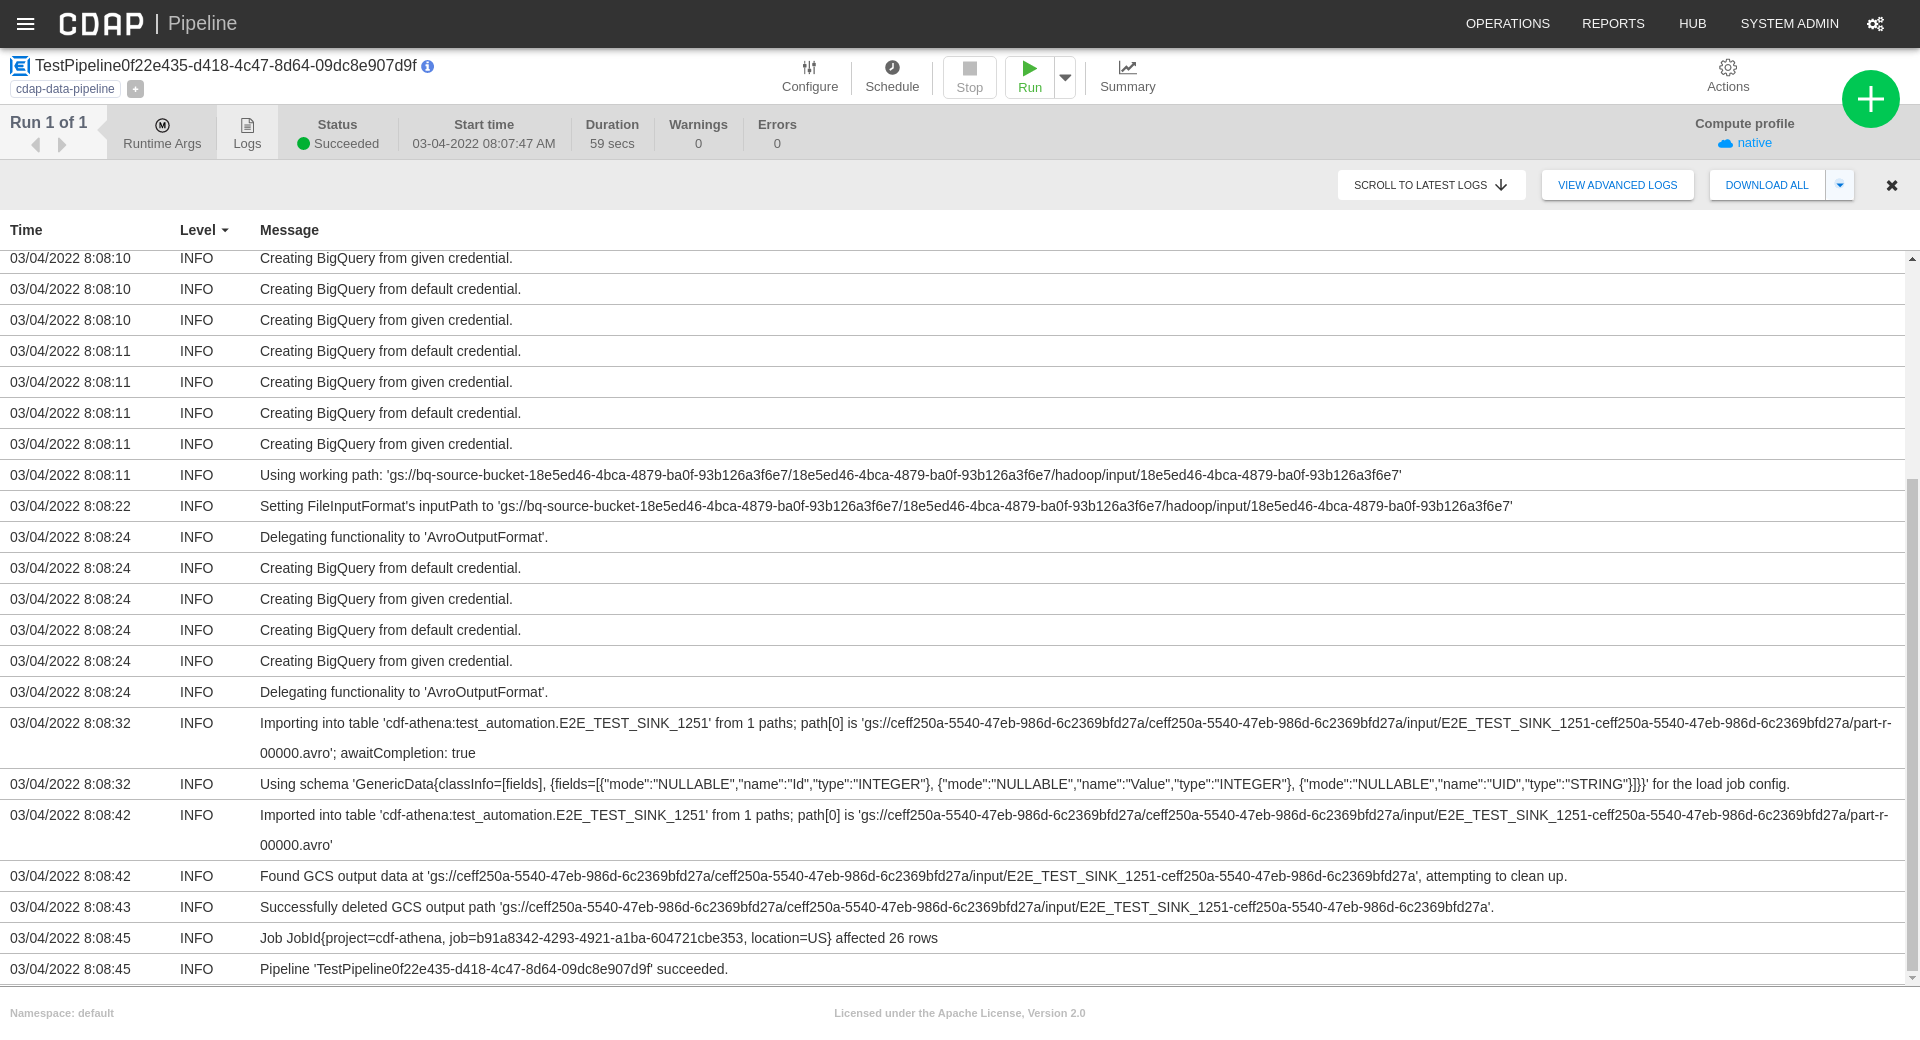 CDAP | Pipeline
OPERATIONS REPORTS HUB SYSTEM ADMIN
TestPipeline0f22e435-d418-4c47-8d64-09dc8e907d9f
cdap-data-pipeline +
Configure Schedule Stop Run Summary Actions
Run 1 of 1
Runtime Args
Logs
Status
Succeeded
Start time
03-04-2022 08:07:47 AM
Duration
59 secs
Warnings
0
Errors
0
Compute profile
native
SCROLL TO LATEST LOGS VIEW ADVANCED LOGS DOWNLOAD ALL
Time Level Message
03/04/2022 8:08:10 INFO Creating BigQuery from given credential.
03/04/2022 8:08:10 INFO Creating BigQuery from default credential.
03/04/2022 8:08:10 INFO Creating BigQuery from given credential.
03/04/2022 8:08:11 INFO Creating BigQuery from default credential.
03/04/2022 8:08:11 INFO Creating BigQuery from given credential.
03/04/2022 8:08:11 INFO Creating BigQuery from default credential.
03/04/2022 8:08:11 INFO Creating BigQuery from given credential.
03/04/2022 8:08:11 INFO Using working path: 'gs://bq-source-bucket-18e5ed46-4bca-4879-ba0f-93b126a3f6e7/18e5ed46-4bca-4879-ba0f-93b126a3f6e7/hadoop/input/18e5ed46-4bca-4879-ba0f-93b126a3f6e7'
03/04/2022 8:08:22 INFO Setting FileInputFormat's inputPath to 'gs://bq-source-bucket-18e5ed46-4bca-4879-ba0f-93b126a3f6e7/18e5ed46-4bca-4879-ba0f-93b126a3f6e7/hadoop/input/18e5ed46-4bca-4879-ba0f-93b126a3f6e7'
03/04/2022 8:08:24 INFO Delegating functionality to 'AvroOutputFormat'.
03/04/2022 8:08:24 INFO Creating BigQuery from default credential.
03/04/2022 8:08:24 INFO Creating BigQuery from given credential.
03/04/2022 8:08:24 INFO Creating BigQuery from default credential.
03/04/2022 8:08:24 INFO Creating BigQuery from given credential.
03/04/2022 8:08:24 INFO Delegating functionality to 'AvroOutputFormat'.
03/04/2022 8:08:32 INFO Importing into table 'cdf-athena:test_automation.E2E_TEST_SINK_1251' from 1 paths; path[0] is 'gs://ceff250a-5540-47eb-986d-6c2369bfd27a/ceff250a-5540-47eb-986d-6c2369bfd27a/input/E2E_TEST_SINK_1251-ceff250a-5540-47eb-986d-6c2369bfd27a/part-r-
00000.avro'; awaitCompletion: true
03/04/2022 8:08:32 INFO Using schema 'GenericData{classInfo=[fields], {fields=[{"mode":"NULLABLE","name":"Id","type":"INTEGER"}, {"mode":"NULLABLE","name":"Value","type":"INTEGER"}, {"mode":"NULLABLE","name":"UID","type":"STRING"}]}}' for the load job config.
03/04/2022 8:08:42 INFO Imported into table 'cdf-athena:test_automation.E2E_TEST_SINK_1251' from 1 paths; path[0] is 'gs://ceff250a-5540-47eb-986d-6c2369bfd27a/ceff250a-5540-47eb-986d-6c2369bfd27a/input/E2E_TEST_SINK_1251-ceff250a-5540-47eb-986d-6c2369bfd27a/part-r-
00000.avro'
03/04/2022 8:08:42 INFO Found GCS output data at 'gs://ceff250a-5540-47eb-986d-6c2369bfd27a/ceff250a-5540-47eb-986d-6c2369bfd27a/input/E2E_TEST_SINK_1251-ceff250a-5540-47eb-986d-6c2369bfd27a', attempting to clean up.
03/04/2022 8:08:43 INFO Successfully deleted GCS output path 'gs://ceff250a-5540-47eb-986d-6c2369bfd27a/ceff250a-5540-47eb-986d-6c2369bfd27a/input/E2E_TEST_SINK_1251-ceff250a-5540-47eb-986d-6c2369bfd27a'.
03/04/2022 8:08:45 INFO Job JobId{project=cdf-athena, job=b91a8342-4293-4921-a1ba-604721cbe353, location=US} affected 26 rows
03/04/2022 8:08:45 INFO Pipeline 'TestPipeline0f22e435-d418-4c47-8d64-09dc8e907d9f' succeeded.
Namespace: default Licensed under the Apache License, Version 2.0